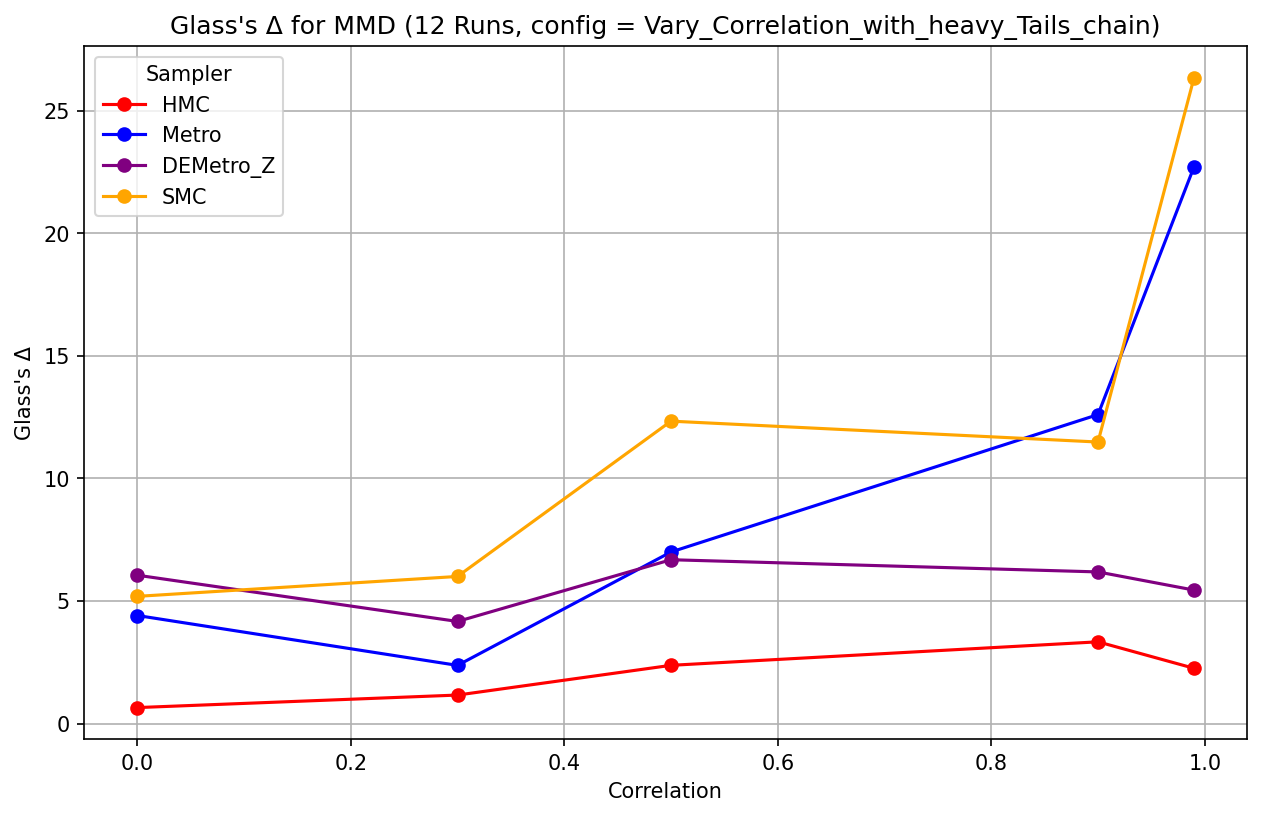 Glass's Δ for MMD (12 Runs, config = Vary_Correlation_with_heavy_Tails_chain)
Sampler
HMC
Metro
DEMetro_Z
SMC
Glass's Δ
25
20
15
10
5
0
0.0 0.2 0.4 0.6 0.8 1.0
Correlation